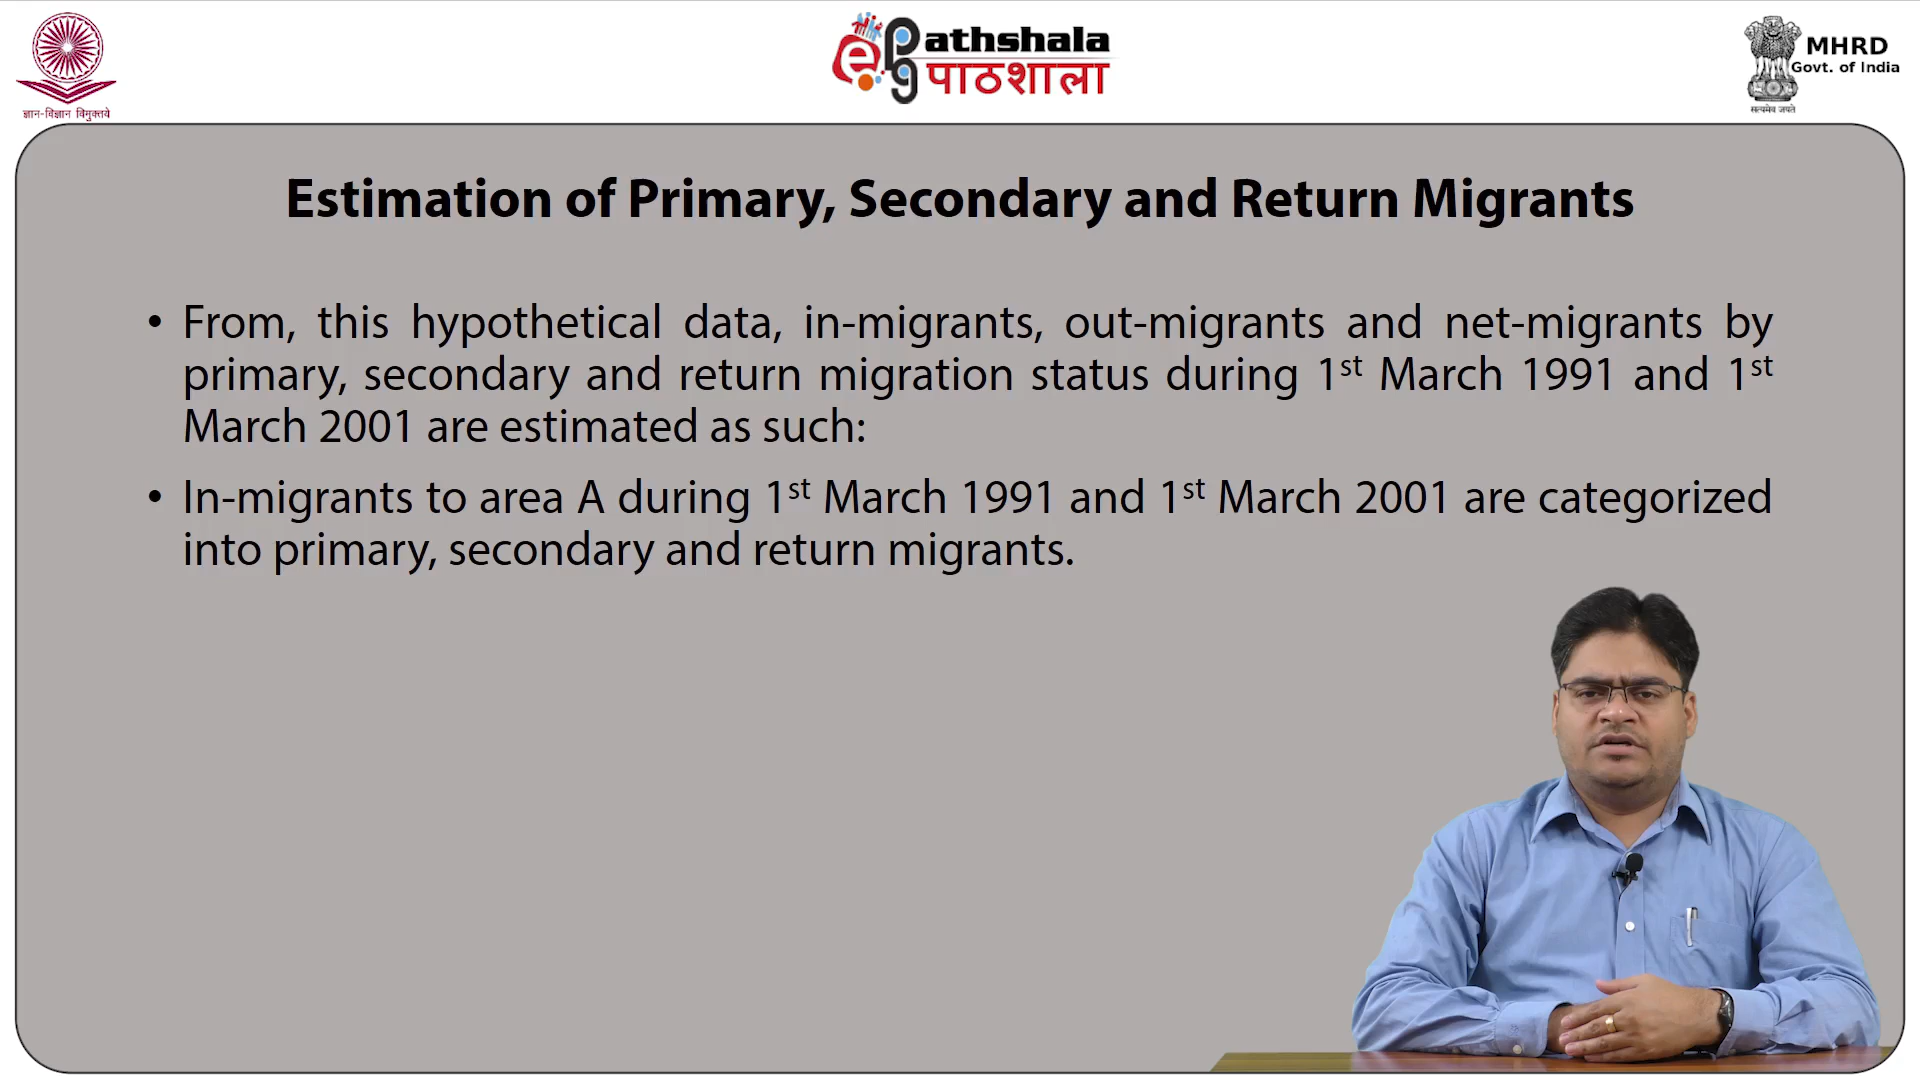 ज्ञान-विज्ञान विमुक्तये
ePg
athshala
पाठशाला
MHRD
Govt. of India
सत्यमेव जयते
Estimation of Primary, Secondary and Return Migrants
• From, this hypothetical data, in-migrants, out-migrants and net-migrants by
primary, secondary and return migration status during 1st March 1991 and 1st
March 2001 are estimated as such:
• In-migrants to area A during 1st March 1991 and 1st March 2001 are categorized
into primary, secondary and return migrants.